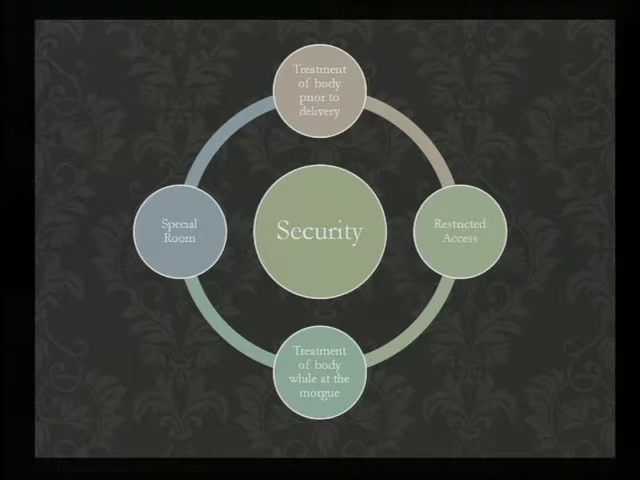 Treatment
of body
prior to
delivery
Special
Room
Security
Restricted
Access
Treatment
of body
while at the
morgue